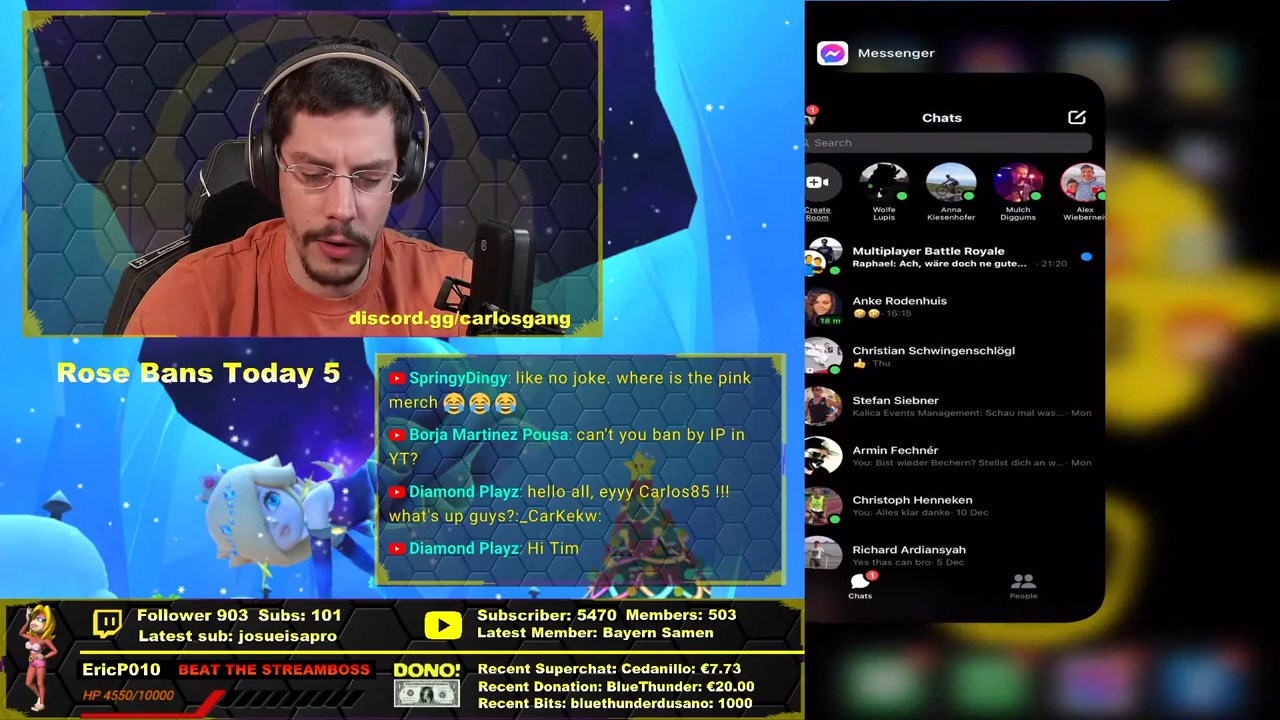 discord.gg/carlosgang
Rose Bans Today 5
SpringyDingy: like no joke. where is the pink
merch 😂😂😂
Borja Martinez Pousa: can't you ban by IP in
YT?
Diamond Playz: hello all, eyyy Carlos85 !!!
what's up guys?:_CarKekw:
Diamond Playz: Hi Tim
Follower 903 Subs: 101
Latest sub: josueisapro
Subscriber: 5470 Members: 503
Latest Member: Bayern Samen
EricP010 BEAT THE STREAMBOSS
HP 4550/10000
DONO!
Recent Superchat: Cedanillo: €7.73
Recent Donation: BlueThunder: €20.00
Recent Bits: bluethunderdusano: 1000
Messenger
1
Chats
Search
Create
Room
Wolfe
Lupis
Anna
Kiesenhofer
Mulch
Diggums
Alex
Wieberneit
Multiplayer Battle Royale
Raphael: Ach, wäre doch ne gute... · 21:20
Anke Rodenhuis
🤣🤣 · 16:15
18 m
Christian Schwingenschlögl
👍 · Thu
Stefan Siebner
Kalica Events Management: Schau mal was... · Mon
Armin Fechnér
You: Bist wieder Bechern? Stellst dich an w... · Mon
Christoph Henneken
You: Alles klar danke · 10 Dec
Richard Ardiansyah
Yes thas can bro · 5 Dec
1
Chats
People